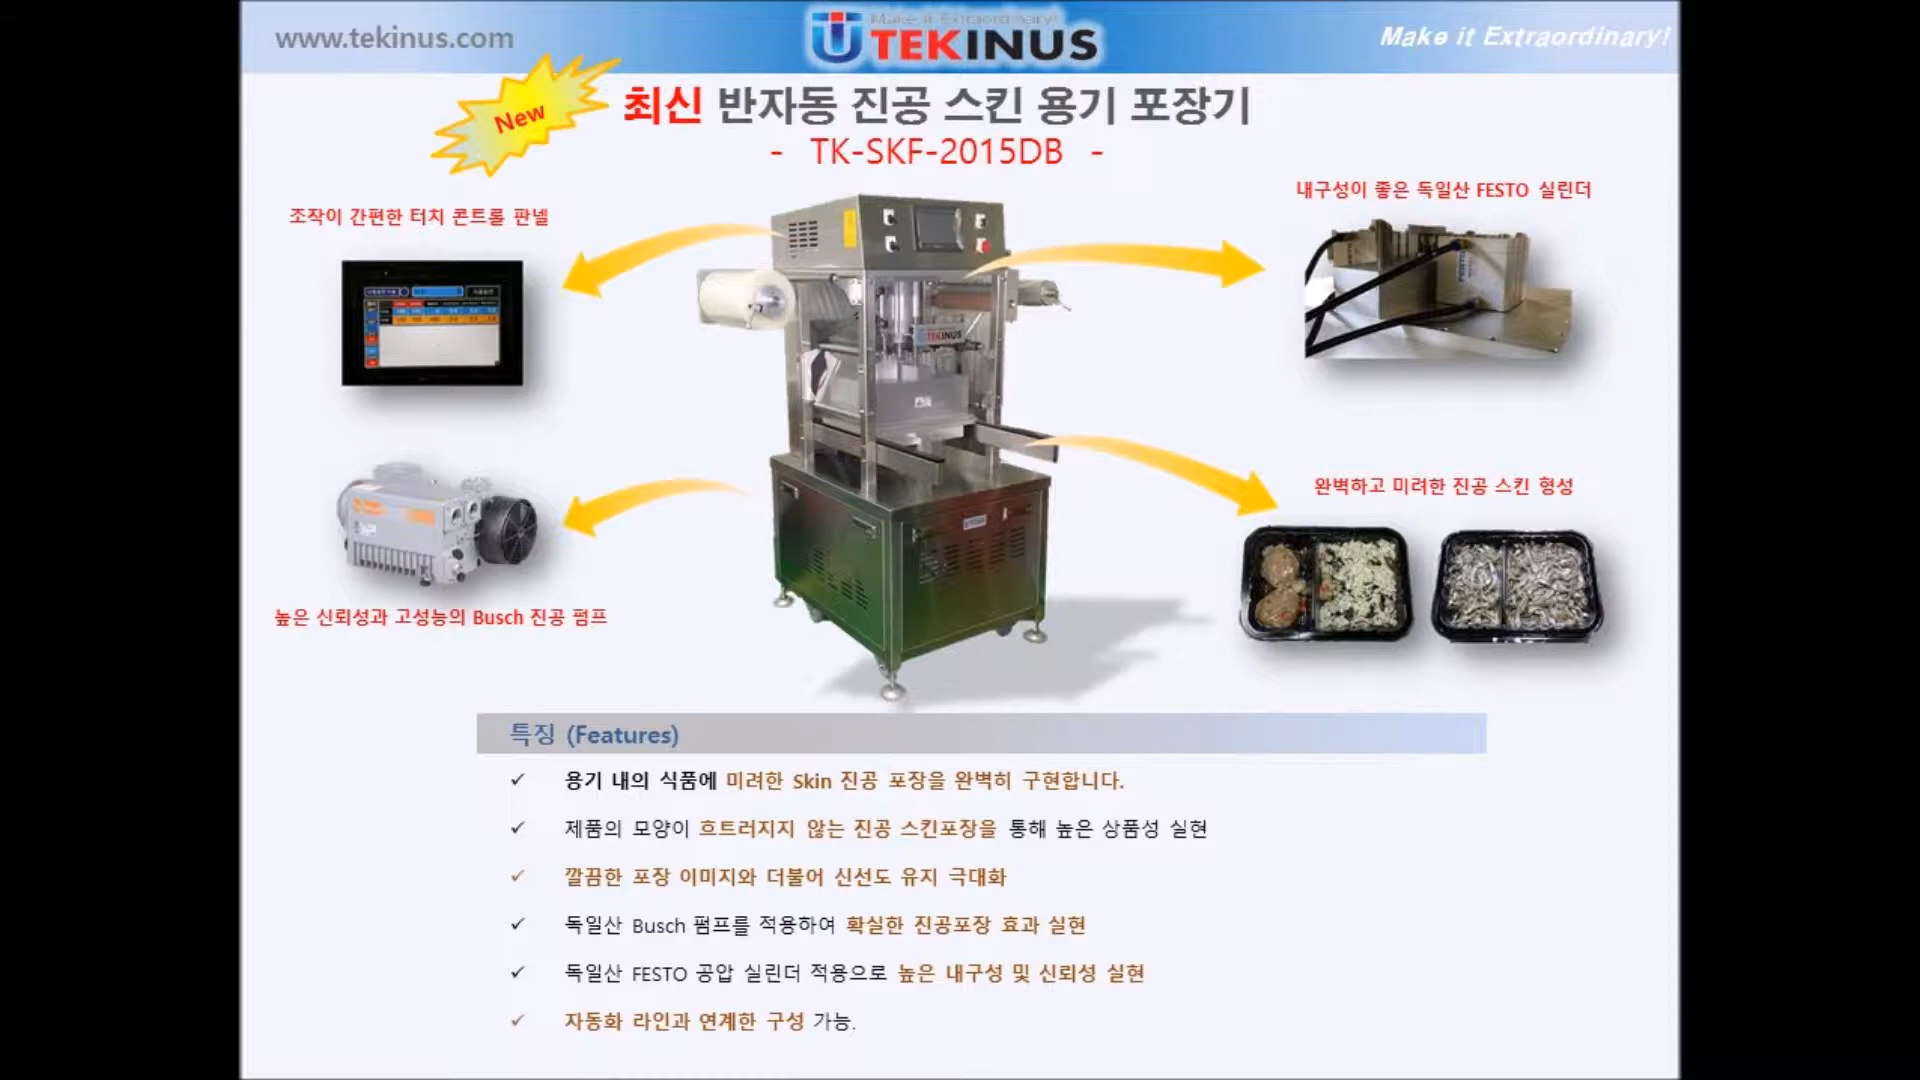 www.tekinus.com
Make it Extraordinary!
TEKINUS
Make it Extraordinary!
New
최신 반자동 진공 스킨 용기 포장기
- TK-SKF-2015DB -
조작이 간편한 터치 콘트롤 판넬
내구성이 좋은 독일산 FESTO 실린더
FESTO
TEKINUS
완벽하고 미려한 진공 스킨 형성
높은 신뢰성과 고성능의 Busch 진공 펌프
특징 (Features)
✓ 용기 내의 식품에 미려한 Skin 진공 포장을 완벽히 구현합니다.
✓ 제품의 모양이 흐트러지지 않는 진공 스킨포장을 통해 높은 상품성 실현
✓ 깔끔한 포장 이미지와 더불어 신선도 유지 극대화
✓ 독일산 Busch 펌프를 적용하여 확실한 진공포장 효과 실현
✓ 독일산 FESTO 공압 실린더 적용으로 높은 내구성 및 신뢰성 실현
✓ 자동화 라인과 연계한 구성 가능.